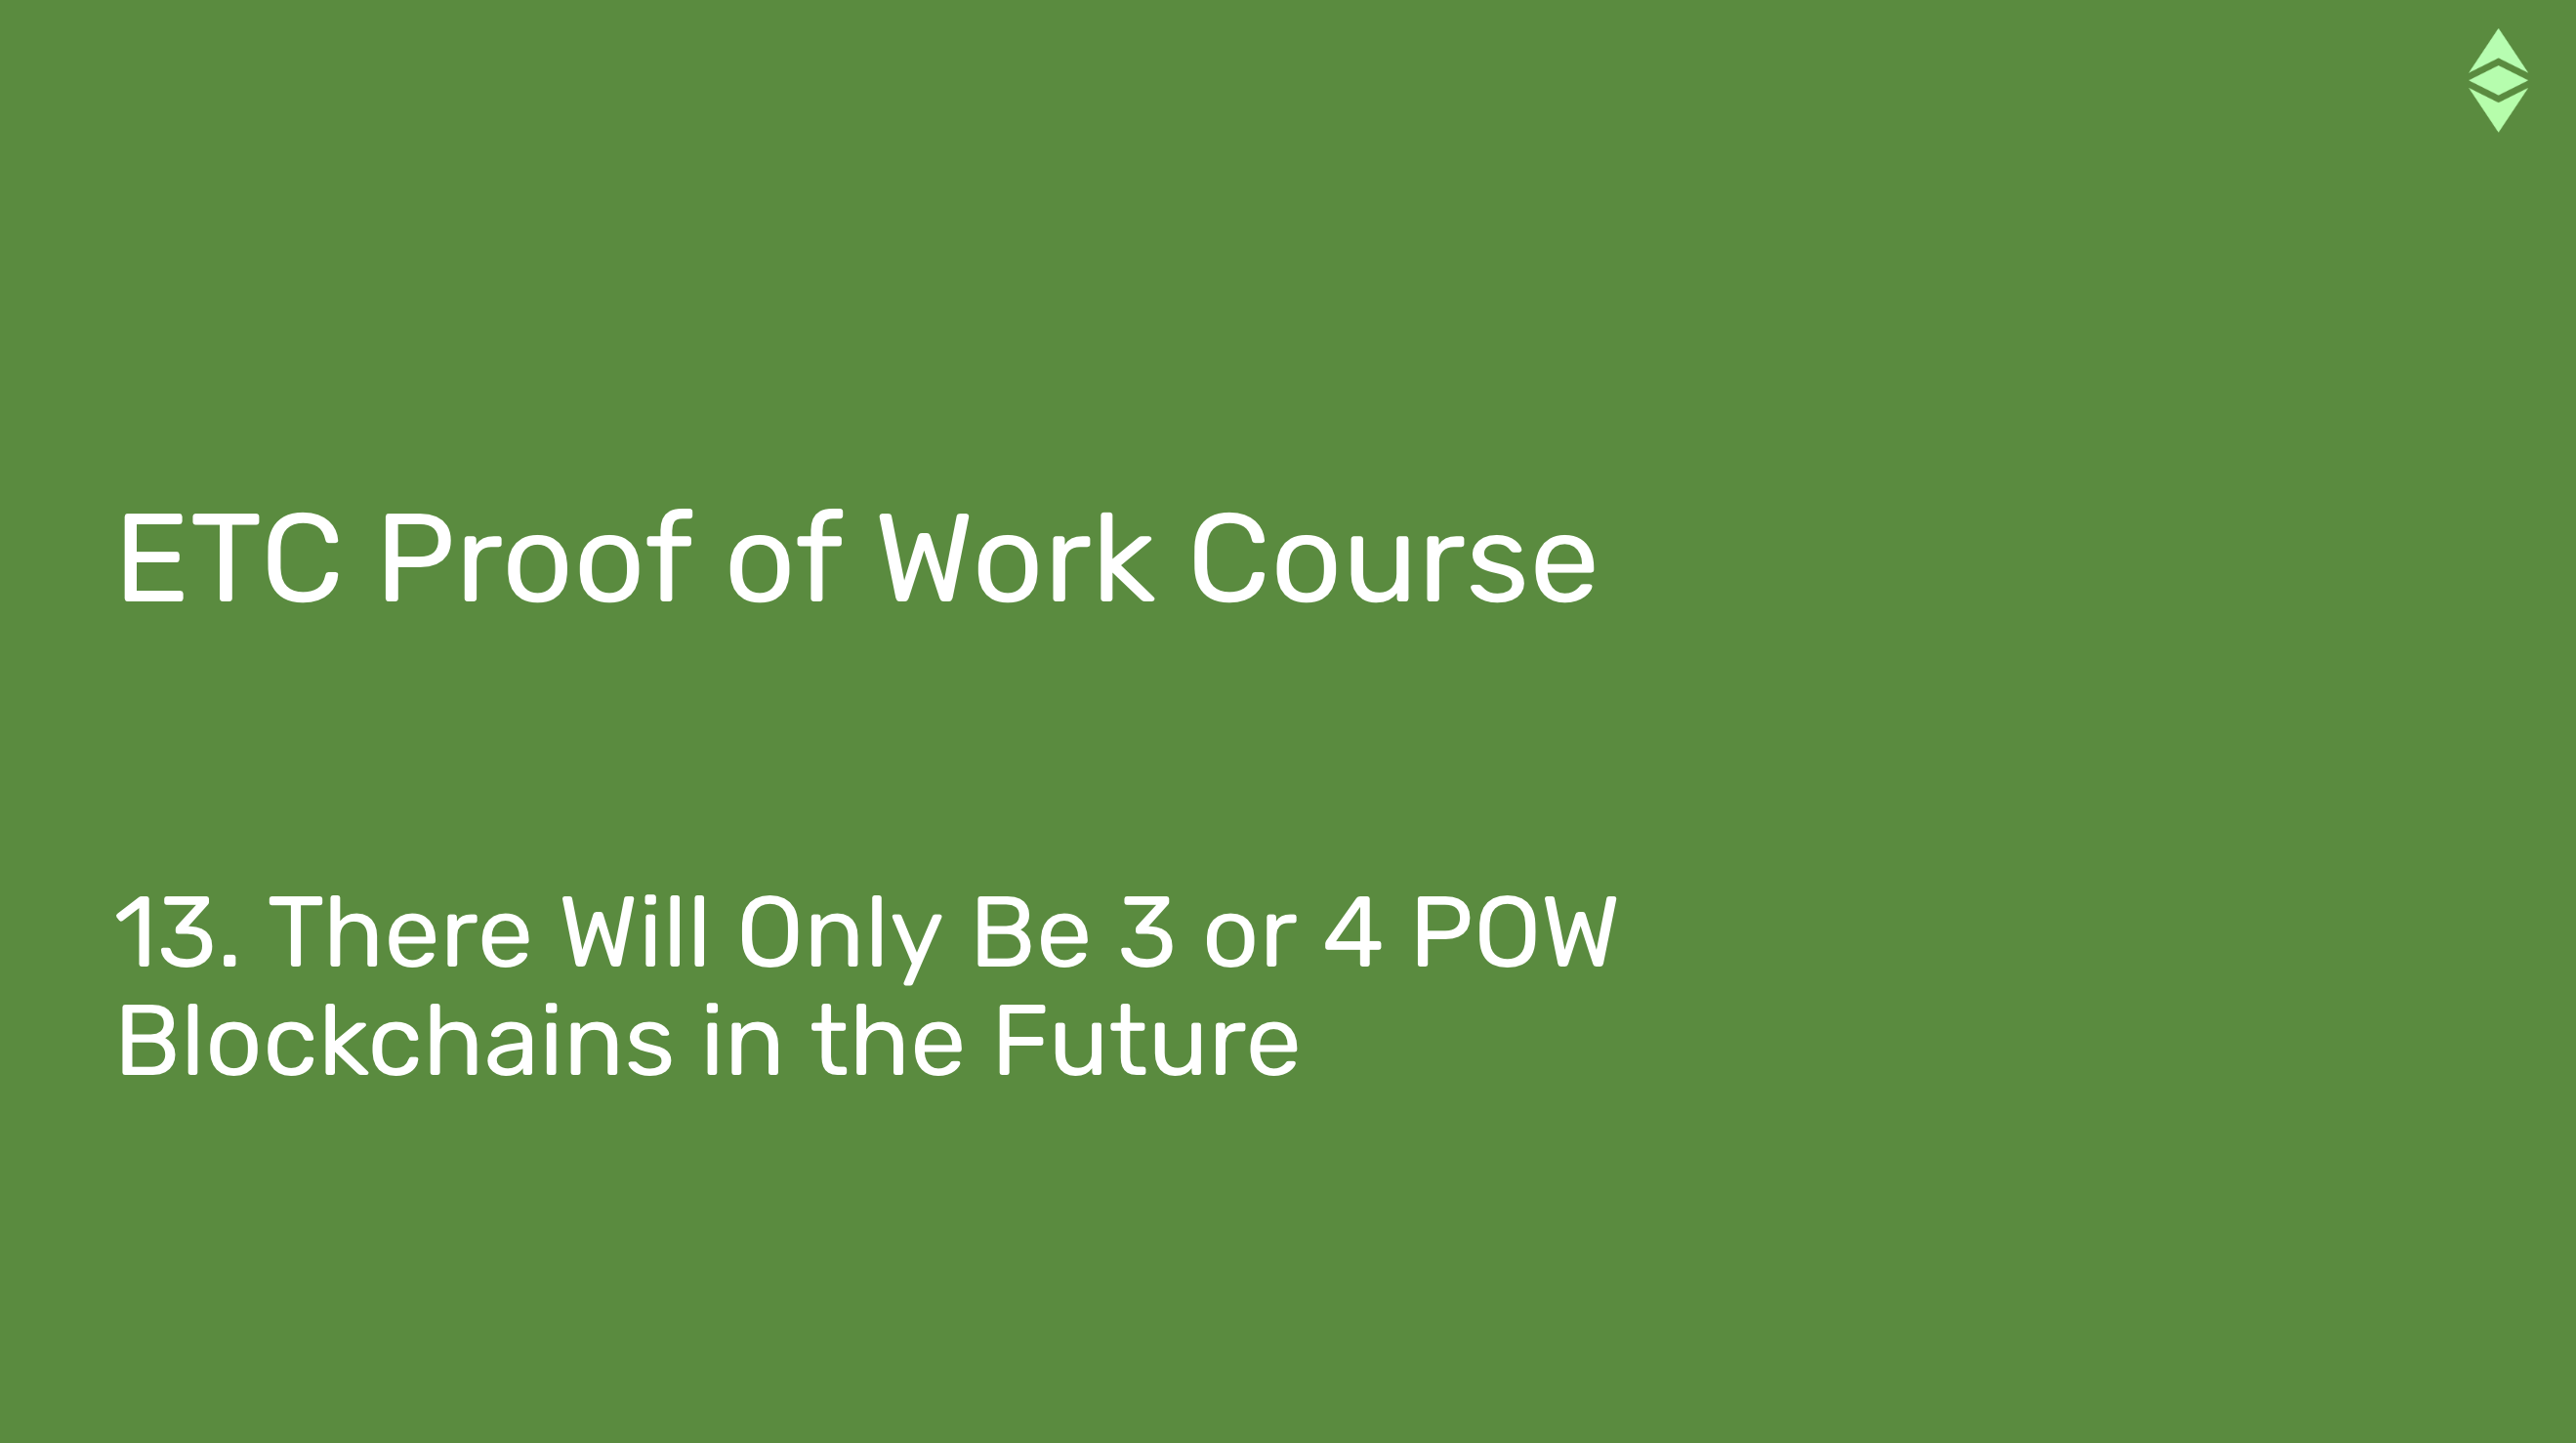 ETC Proof of Work Course
13. There Will Only Be 3 or 4 POW
Blockchains in the Future